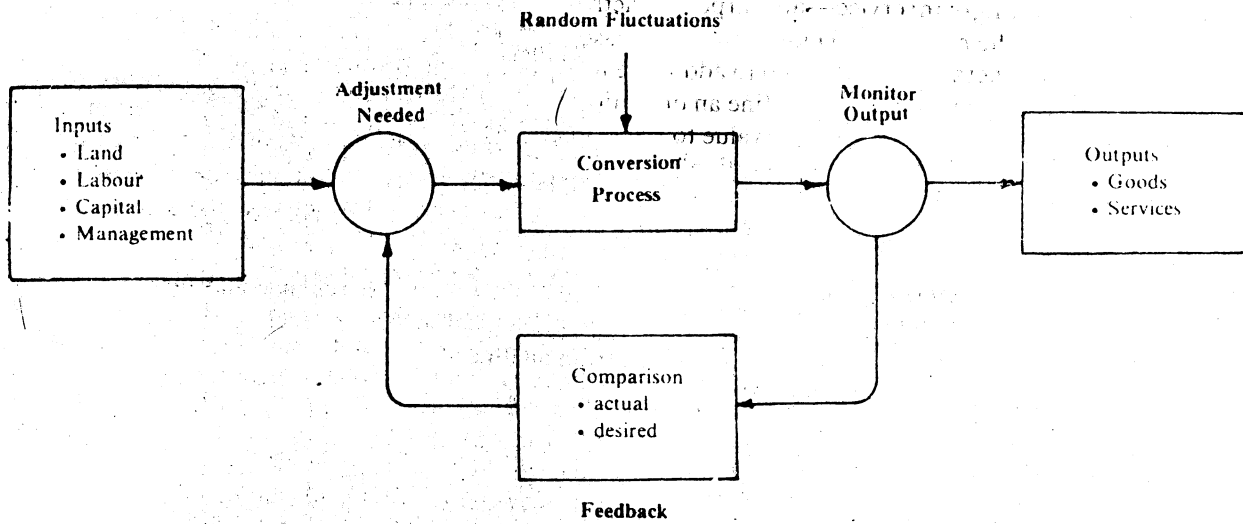 Random Fluctuations
Adjustment
Needed
Monitor
Output
Inputs
• Land
• Labour
• Capital
• Management
Conversion
Process
Outputs
• Goods
• Services
Comparison
• actual
• desired
Feedback